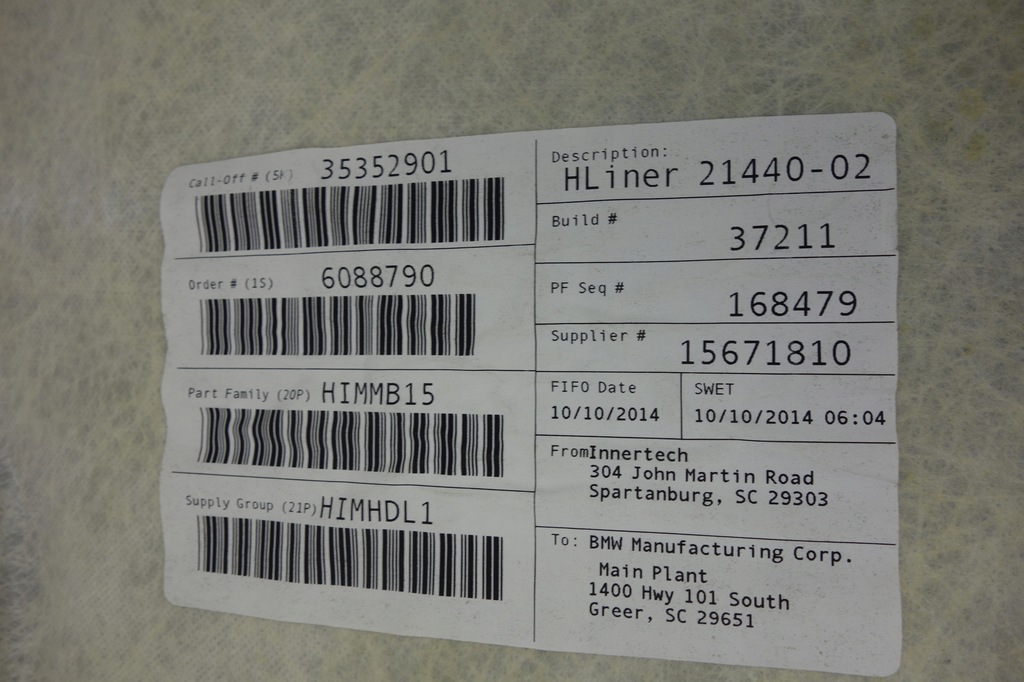 Call-Off # (5K) 35352901
Order # (1S) 6088790
Part Family (20P) HIMMB15
Supply Group (21P) HIMHDL1
Description:
HLiner 21440-02
Build #
37211
PF Seq #
168479
Supplier #
15671810
FIFO Date
10/10/2014
SWET
10/10/2014 06:04
From Innertech
304 John Martin Road
Spartanburg, SC 29303
To: BMW Manufacturing Corp.
Main Plant
1400 Hwy 101 South
Greer, SC 29651